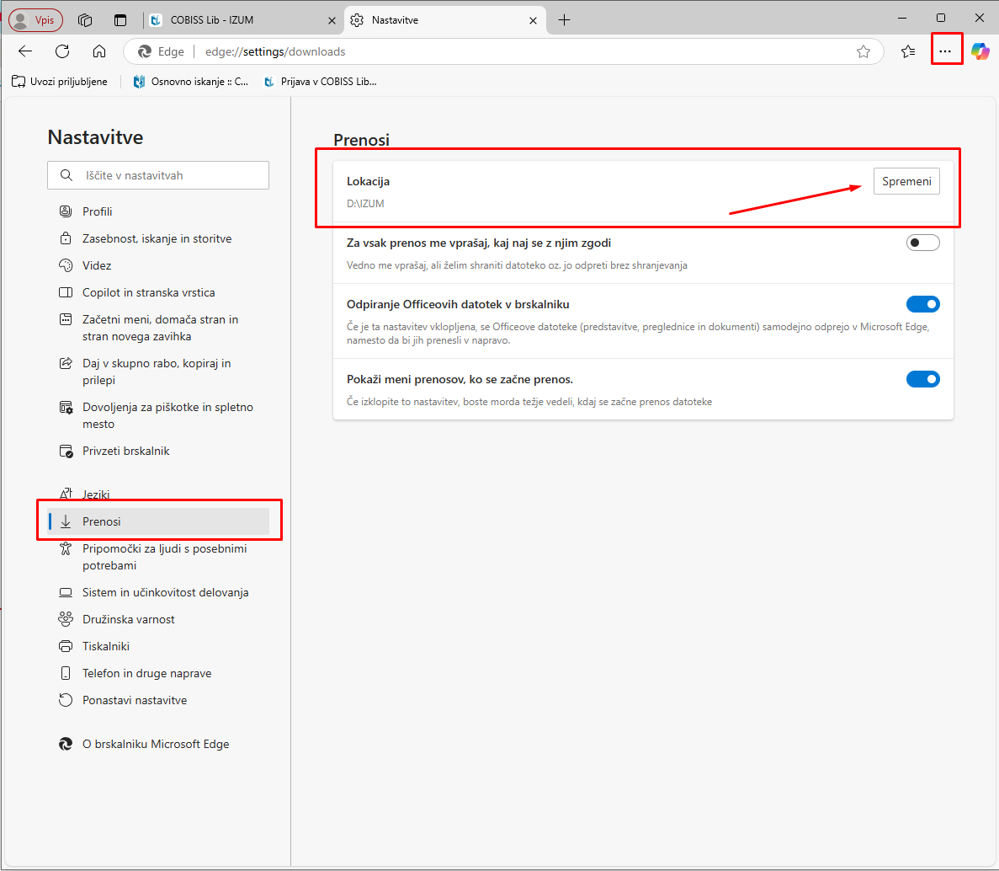 Vpis
COBISS Lib - IZUM
Nastavitve
Edge
edge://settings/downloads
Uvozi priljubljene
Osnovno iskanje :: C...
Prijava v COBISS Lib...
Nastavitve
Iščite v nastavitvah
Profili
Zasebnost, iskanje in storitve
Videz
Copilot in stranska vrstica
Začetni meni, domača stran in
stran novega zavihka
Daj v skupno rabo, kopiraj in
prilepi
Dovoljenja za piškotke in spletno
mesto
Privzeti brskalnik
Jeziki
Prenosi
Pripomočki za ljudi s posebnimi
potrebami
Sistem in učinkovitost delovanja
Družinska varnost
Tiskalniki
Telefon in druge naprave
Ponastavi nastavitve
O brskalniku Microsoft Edge
Prenosi
Lokacija
D:\IZUM
Spremeni
Za vsak prenos me vprašaj, kaj naj se z njim zgodi
Vedno me vprašaj, ali želim shraniti datoteko oz. jo odpreti brez shranjevanja
Odpiranje Officeovih datotek v brskalniku
Če je ta nastavitev vklopljena, se Officeove datoteke (predstavitve, preglednice in dokumenti) samodejno odprejo v Microsoft Edge,
namesto da bi jih prenesli v napravo.
Pokaži meni prenosov, ko se začne prenos.
Če izklopite to nastavitev, boste morda težje vedeli, kdaj se začne prenos datoteke